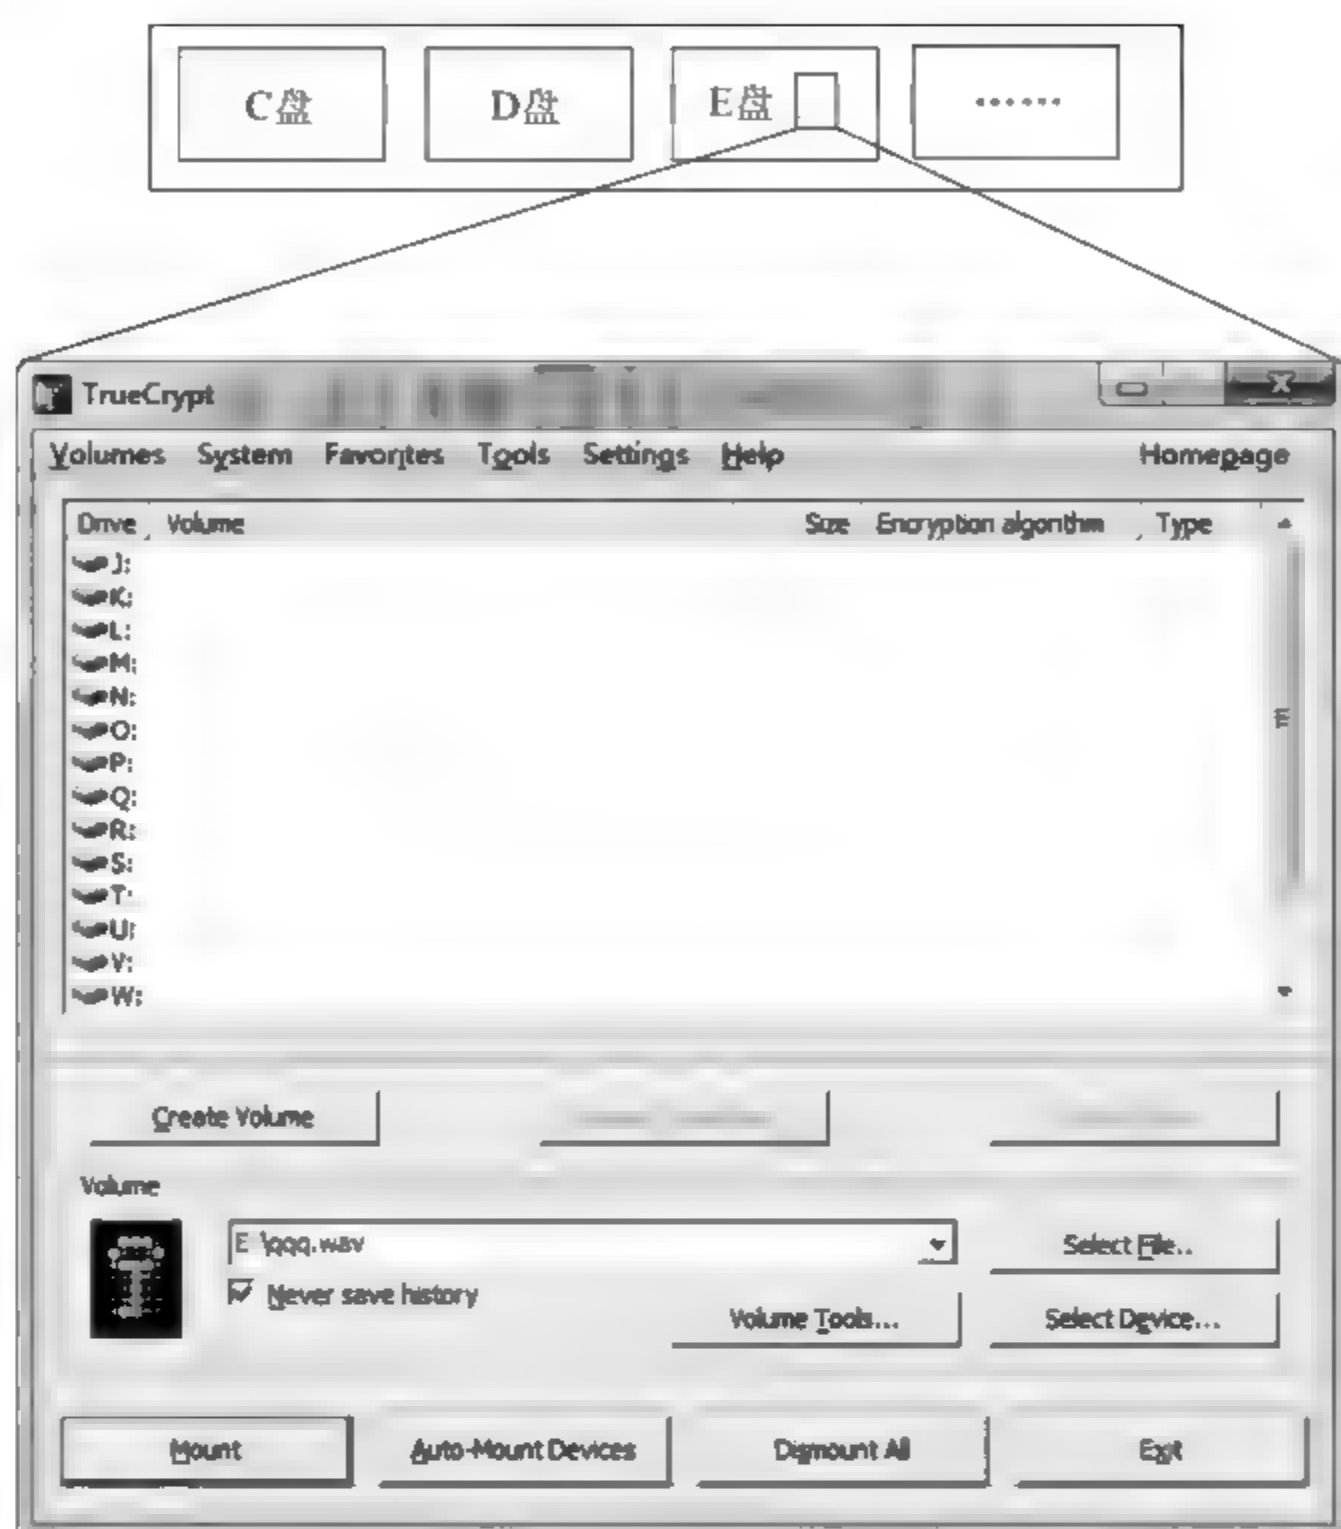 C盘 D盘 E盘 ······
TrueCrypt
Volumes System Favorites Tools Settings Help Homepage
Drive Volume Size Encryption algorithm Type
J:
K:
L:
M:
N:
O:
P:
Q:
R:
S:
T:
U:
V:
W:
Create Volume
Volume
E:\qqq.wav Select File...
Never save history
Volume Tools... Select Device...
Mount Auto-Mount Devices Dismount All Exit